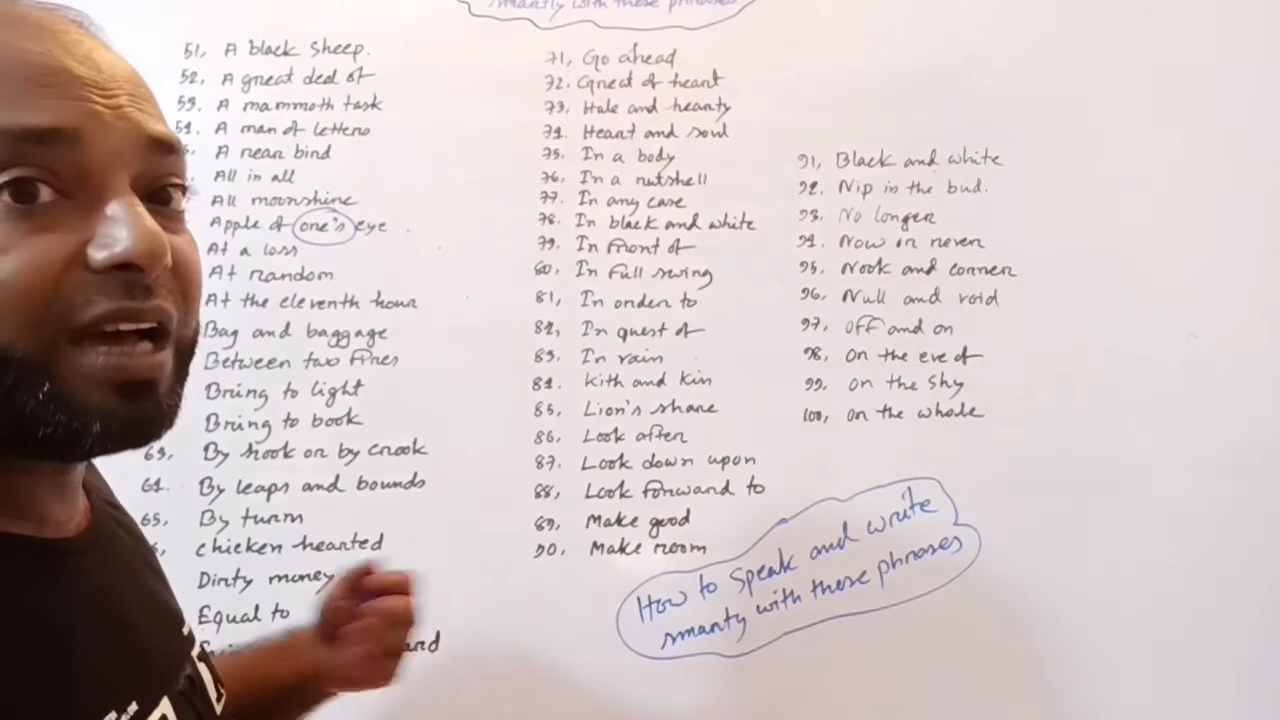 smartly with these phrases
51, A black sheep.
52, A great deal of
53. A mammoth task
54. A man of letters
A near bind
All in all
All moonshine
Apple of one's eye
At a loss
At random
At the eleventh hour
Bag and baggage
Between two fires
Bring to light
Bring to book
63, By hook or by crook
64. By leaps and bounds
65, By turm
chicken hearted
Dirty money
Equal to
71, Go ahead
72. Great of heart
73. Hale and hearty
74. Heart and soul
75. In a body
76. In a nutshell
77. In any case
78. In black and white
79. In front of
80. In full swing
81, In order to
82, In quest of
83. In vain
84. Kith and kin
85, Lion's share
86, Look after
87. Look down upon
88, Look forward to
89, Make good
90. Make room
91, Black and white
92. Nip in the bud.
93. No longer
94. Now or never
95. Nook and corner
96, Null and void
97, off and on
98, on the eve of
99, on the shy
100, on the whole
How to speak and write
smarty with these phrases